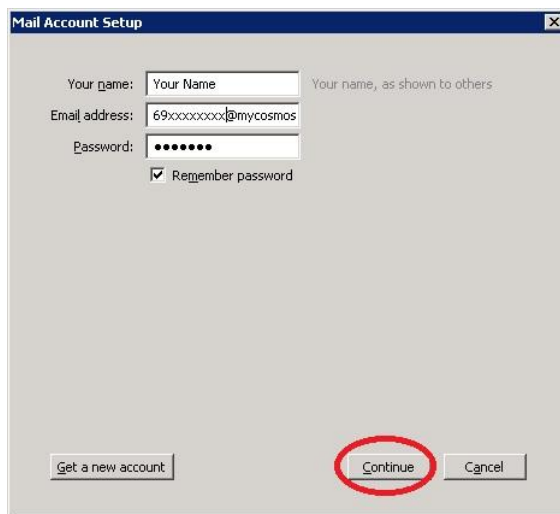 Mail Account Setup
Your name: Your Name Your name, as shown to others
Email address: 69xxxxxxxx@mycosmos
Password: •••••••
Remember password
Get a new account Continue Cancel